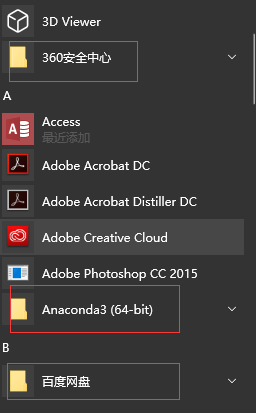 3D Viewer
360安全中心
A
Access
最近添加
Adobe Acrobat DC
Adobe Acrobat Distiller DC
Adobe Creative Cloud
Adobe Photoshop CC 2015
Anaconda3 (64-bit)
B
百度网盘